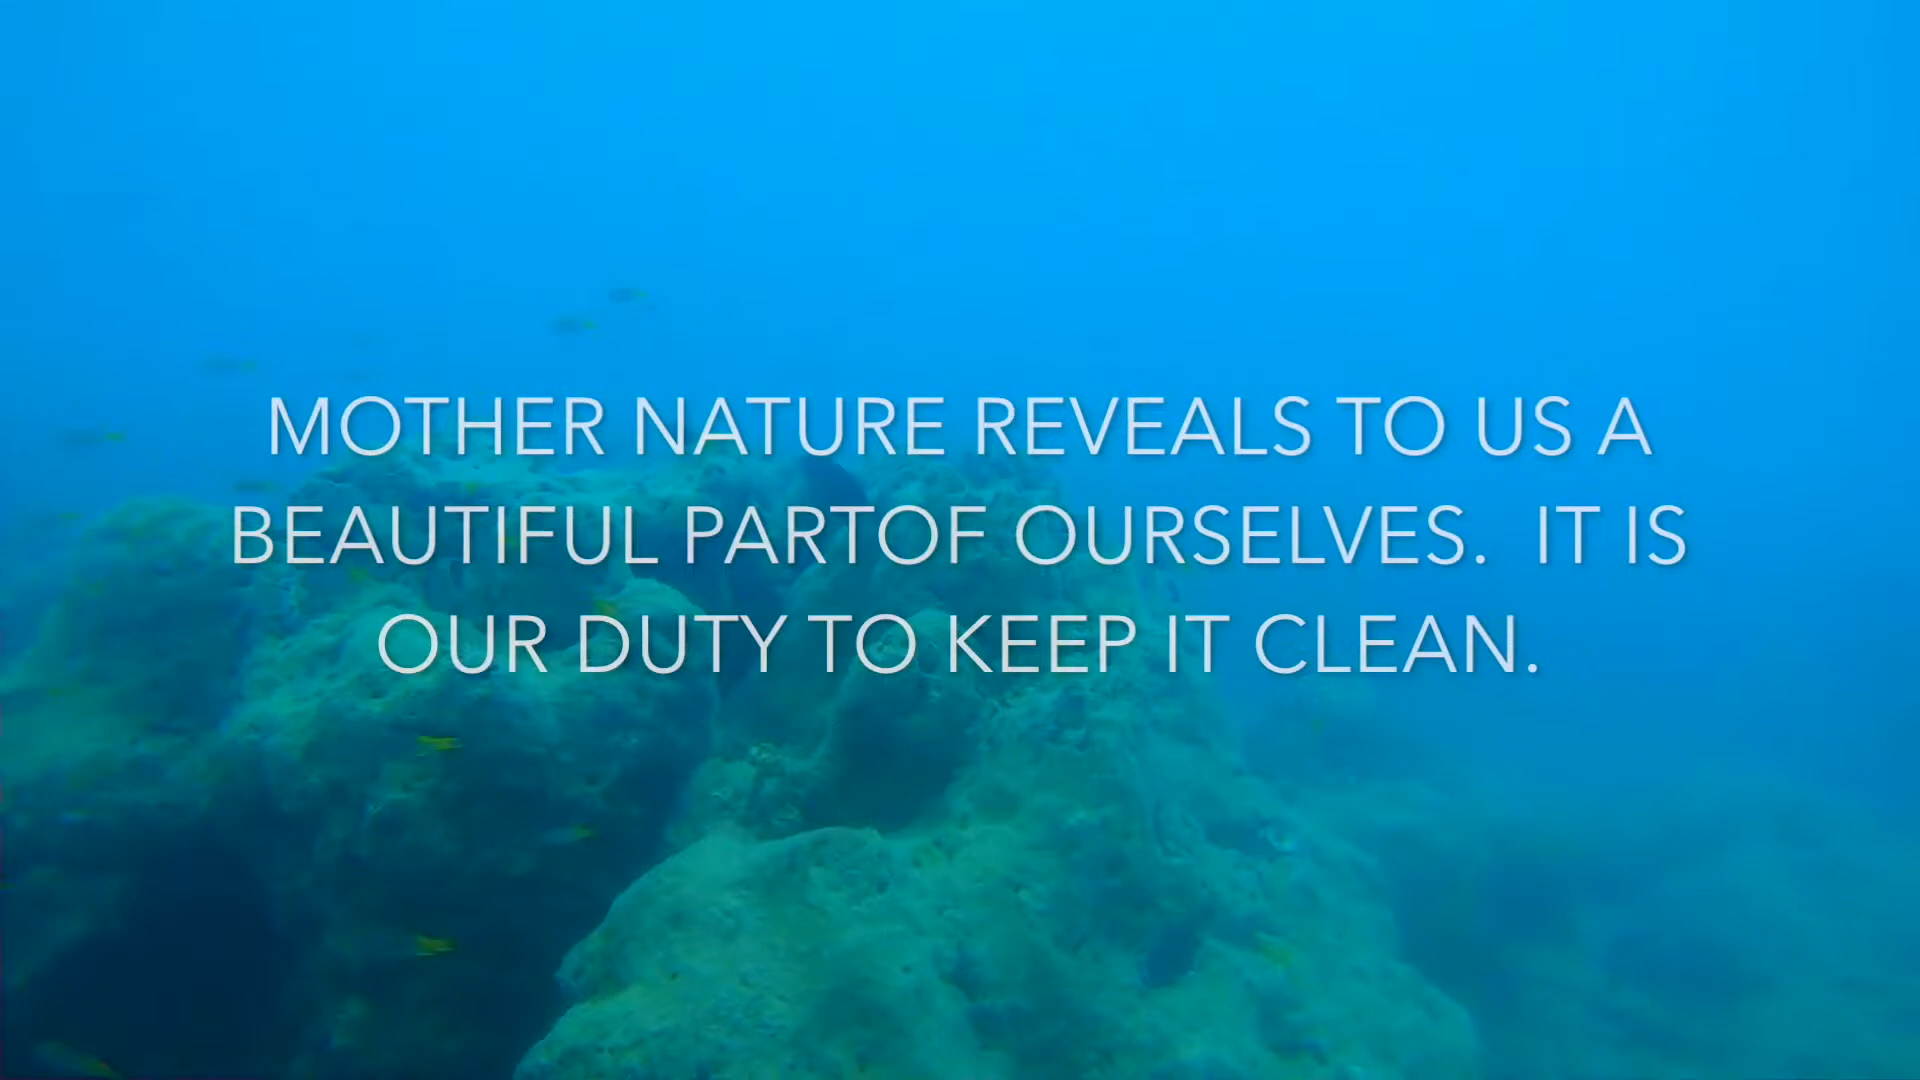 MOTHER NATURE REVEALS TO US A
BEAUTIFUL PARTOF OURSELVES.  IT IS
OUR DUTY TO KEEP IT CLEAN.